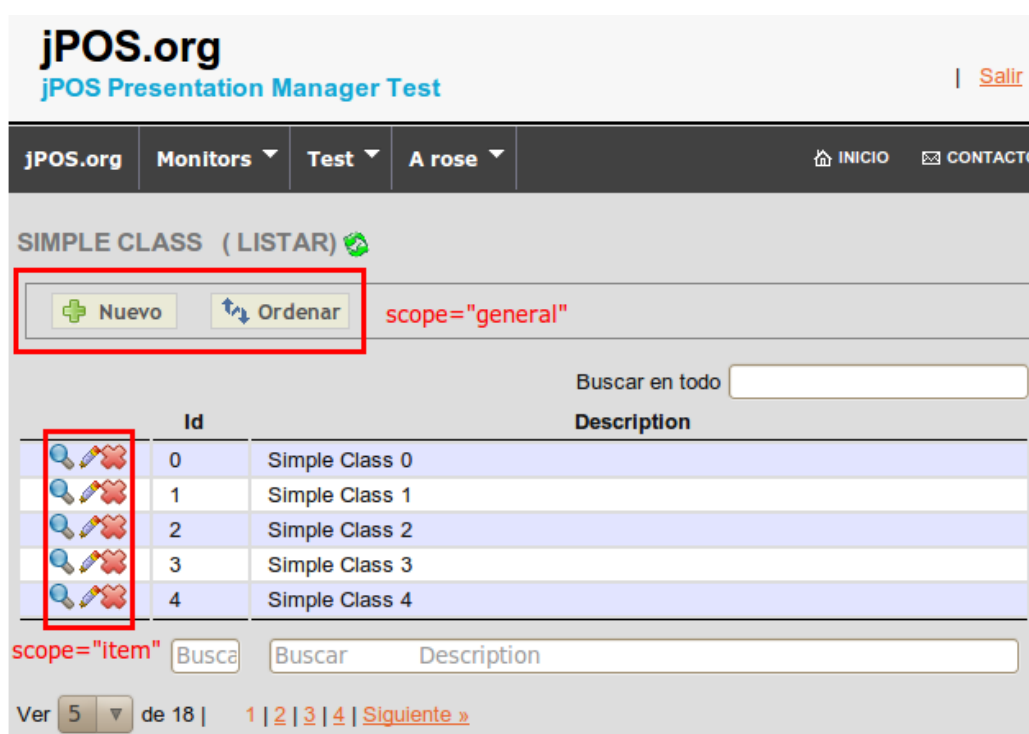 jPOS.org
jPOS Presentation Manager Test
| Salir
jPOS.org Monitors Test A rose INICIO CONTACTO
SIMPLE CLASS ( LISTAR)
Nuevo Ordenar scope="general"
Buscar en todo
Id Description
0 Simple Class 0
1 Simple Class 1
2 Simple Class 2
3 Simple Class 3
4 Simple Class 4
scope="item" Busca Buscar Description
Ver 5 de 18 | 1 | 2 | 3 | 4 | Siguiente »